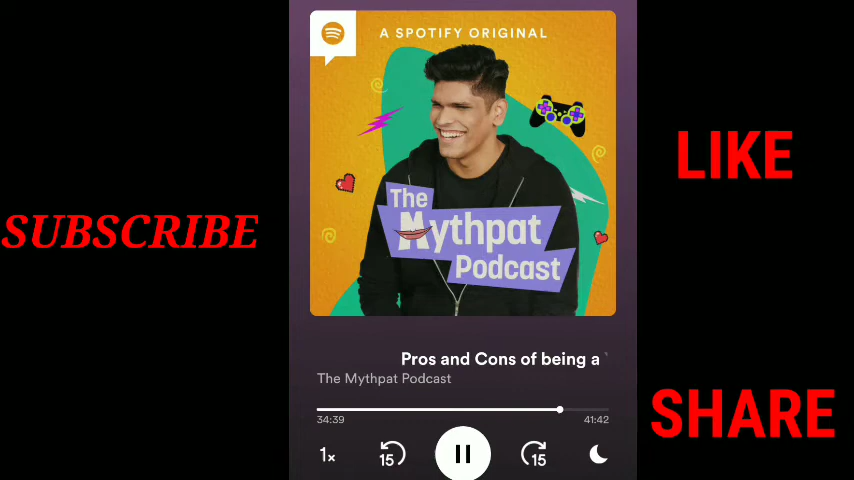 A SPOTIFY ORIGINAL
LIKE
The
Mythpat
Podcast
SUBSCRIBE
Pros and Cons of being a
The Mythpat Podcast
SHARE
34:39
41:42
1x
15
15